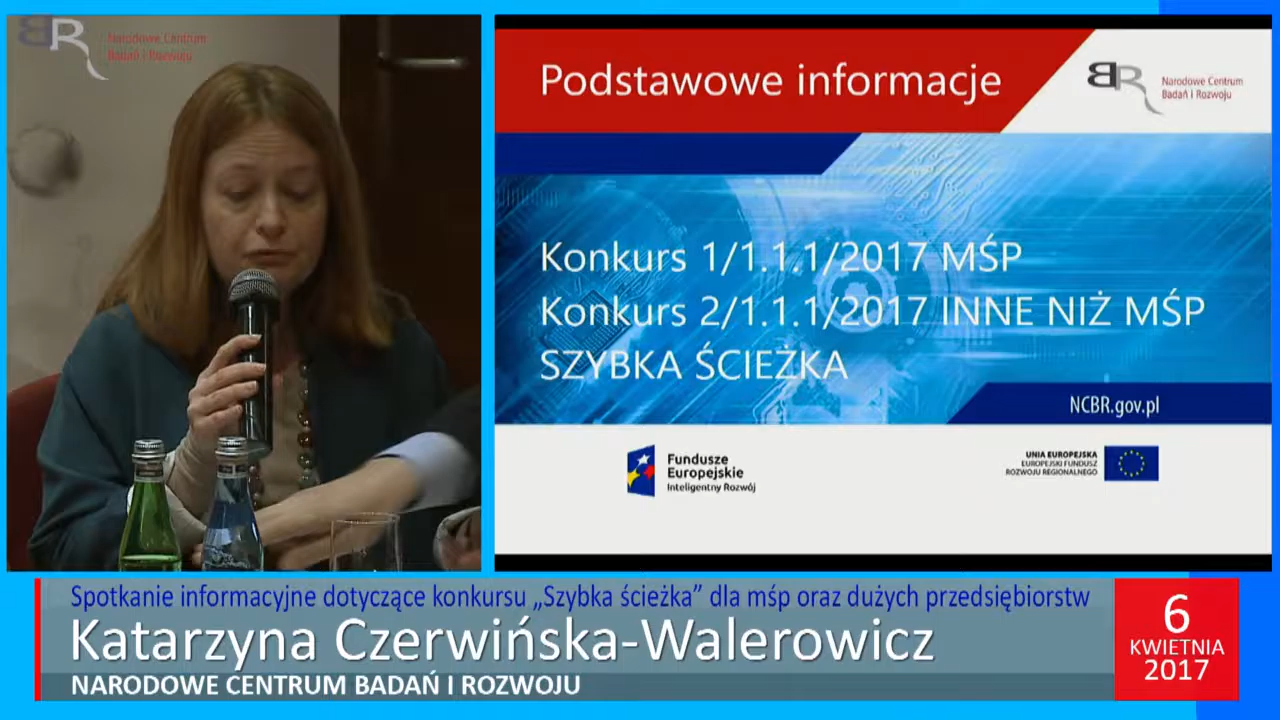 BR Narodowe Centrum
Badań i Rozwoju
Podstawowe informacje
BR Narodowe Centrum
Badań i Rozwoju
Konkurs 1/1.1.1/2017 MŚP
Konkurs 2/1.1.1/2017 INNE NIŻ MŚP
SZYBKA ŚCIEŻKA
NCBR.gov.pl
Fundusze
Europejskie
Inteligentny Rozwój
UNIA EUROPEJSKA
EUROPEJSKI FUNDUSZ
ROZWOJU REGIONALNEGO
Spotkanie informacyjne dotyczące konkursu „Szybka ścieżka” dla mśp oraz dużych przedsiębiorstw
Katarzyna Czerwińska-Walerowicz
NARODOWE CENTRUM BADAŃ I ROZWOJU
6
KWIETNIA
2017